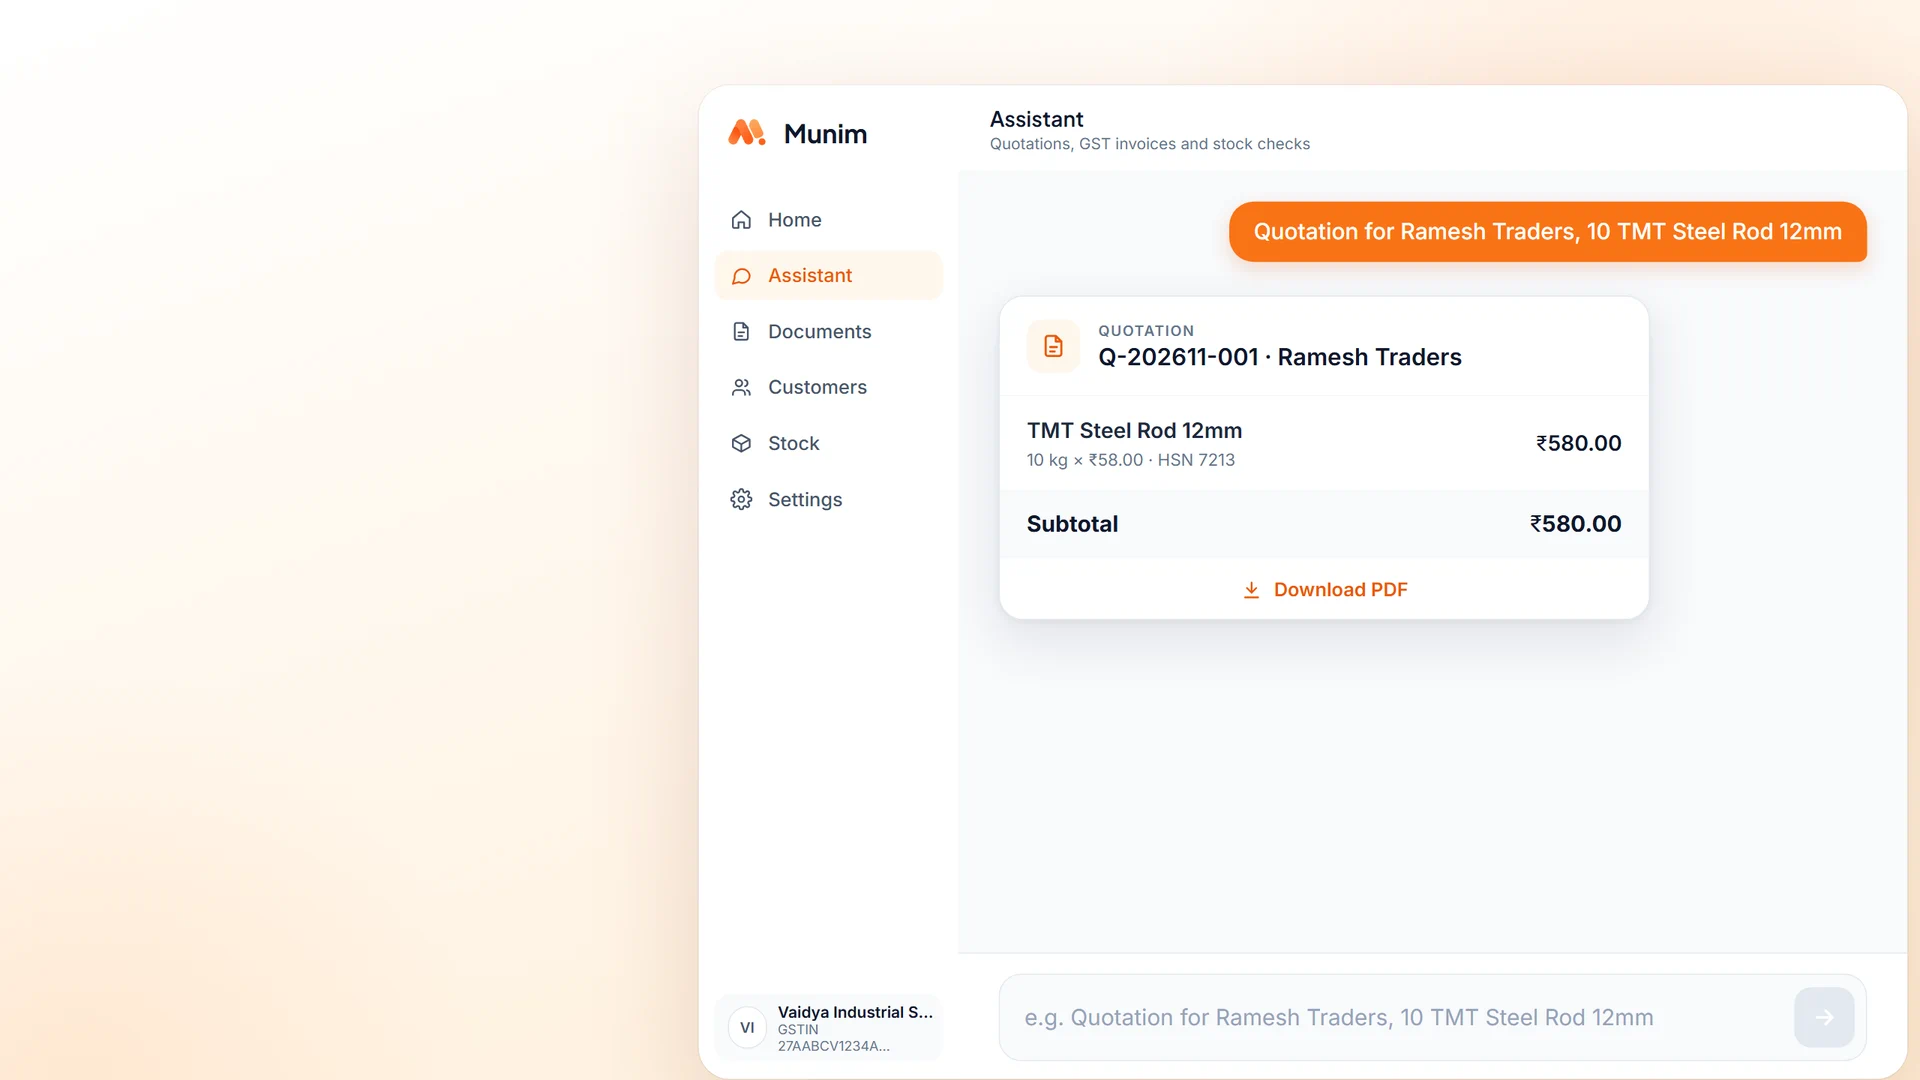 Munim
Home
Assistant
Documents
Customers
Stock
Settings
Vaidya Industrial S...
VI
GSTIN
27AABCV1234A...
Assistant
Quotations, GST invoices and stock checks
Quotation for Ramesh Traders, 10 TMT Steel Rod 12mm
QUOTATION
Q-202611-001 · Ramesh Traders
TMT Steel Rod 12mm
₹580.00
10 kg × ₹58.00 · HSN 7213
Subtotal ₹580.00
Download PDF
e.g. Quotation for Ramesh Traders, 10 TMT Steel Rod 12mm